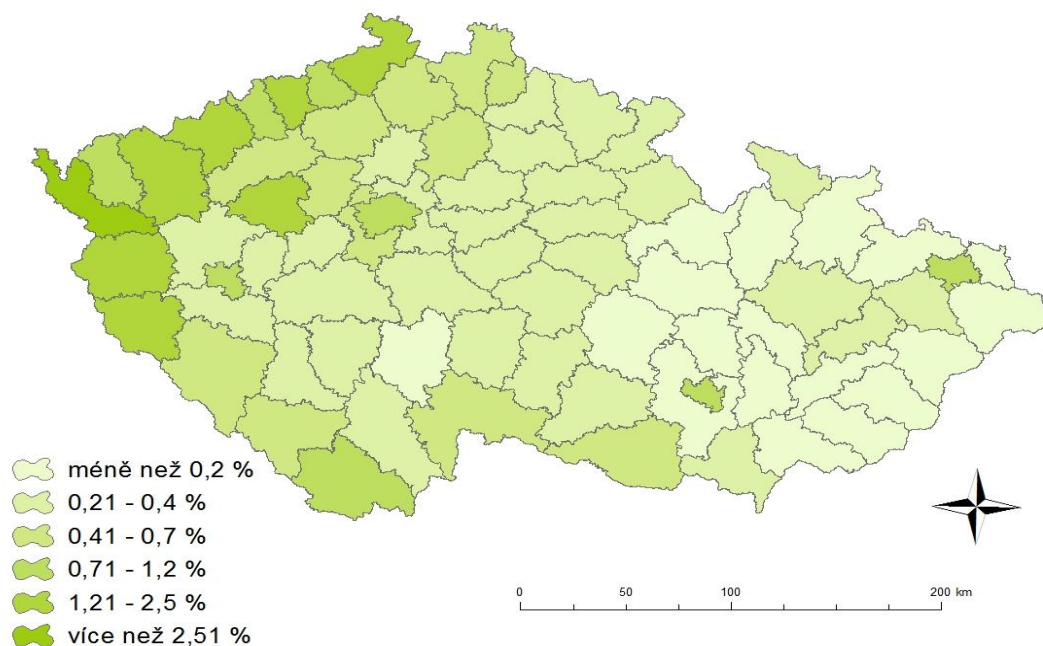 méně než 0,2 %
0,21 - 0,4 %
0,41 - 0,7 %
0,71 - 1,2 %
1,21 - 2,5 %
více než 2,51 %
0 50 100 200 km